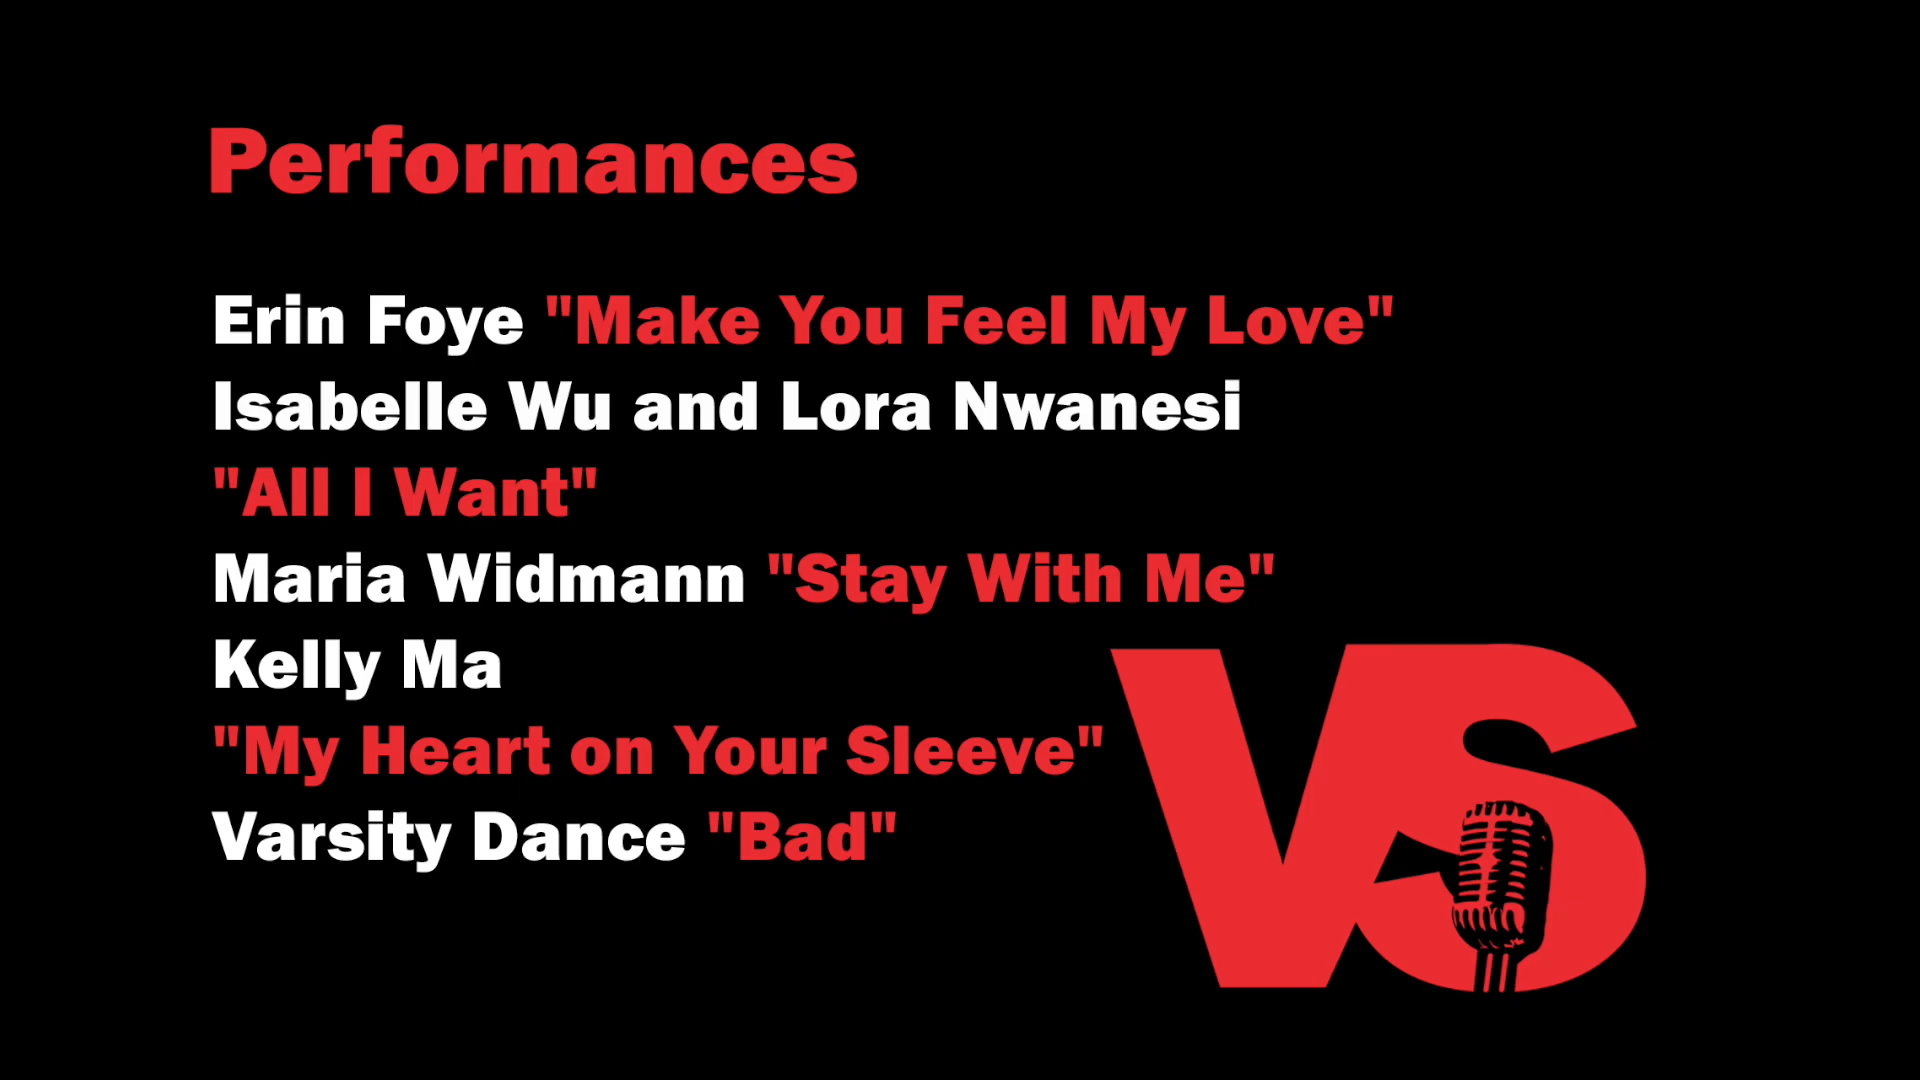 Performances
Erin Foye "Make You Feel My Love"
Isabelle Wu and Lora Nwanesi
"All I Want"
Maria Widmann "Stay With Me"
Kelly Ma
"My Heart on Your Sleeve"
Varsity Dance "Bad"
VS